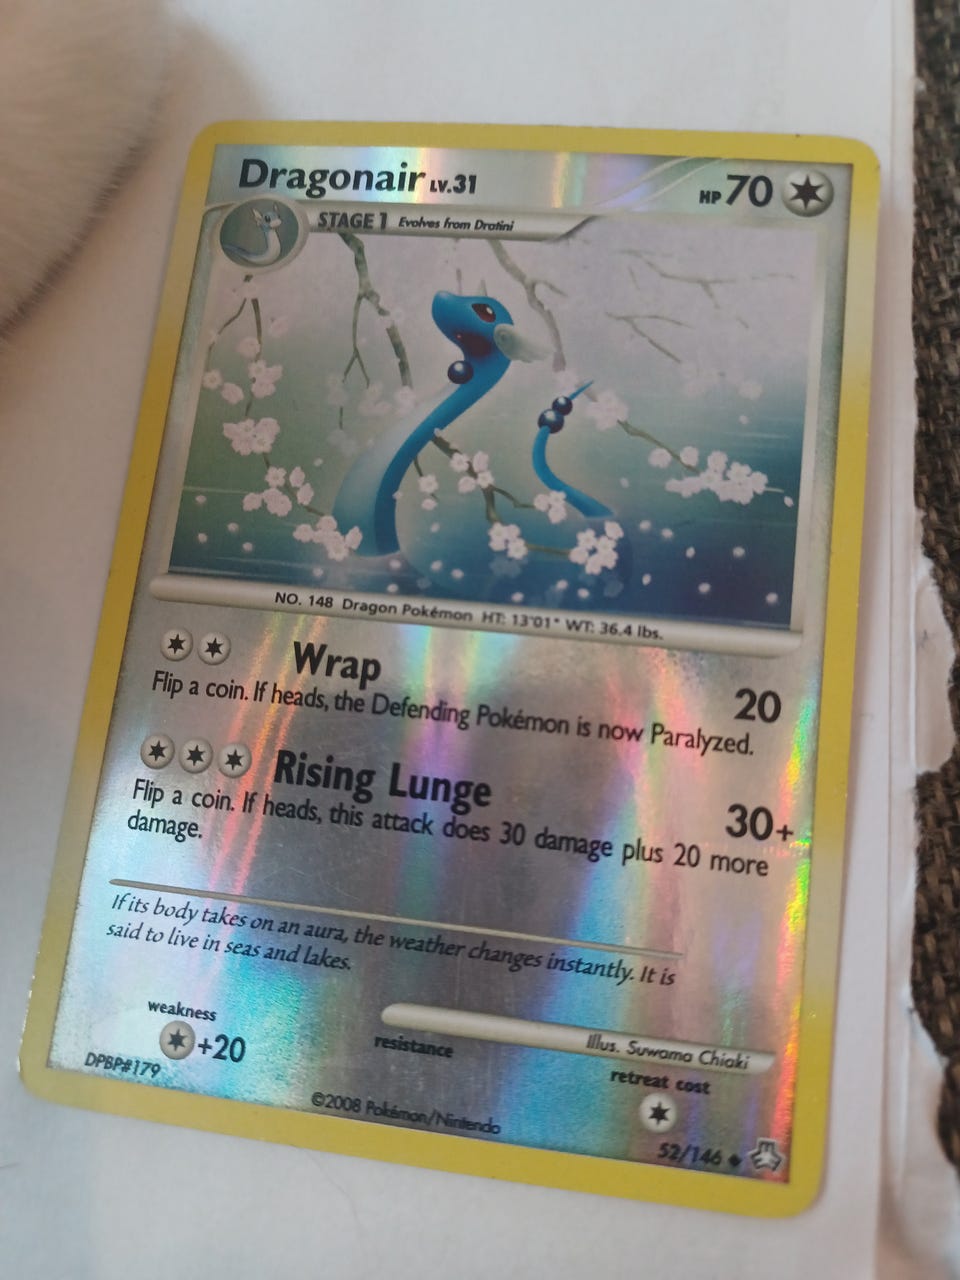 Dragonair LV.31
HP 70
STAGE 1 Evolves from Dratini
NO. 148 Dragon Pokémon HT: 13'01" WT: 36.4 lbs.
Wrap
20
Flip a coin. If heads, the Defending Pokémon is now Paralyzed.
Rising Lunge
30+
Flip a coin. If heads, this attack does 30 damage plus 20 more
damage.
If its body takes on an aura, the weather changes instantly. It is
said to live in seas and lakes.
weakness
+20
resistance
Illus. Suwama Chiaki
retreat cost
DPBP#179
©2008 Pokémon/Nintendo
52/146